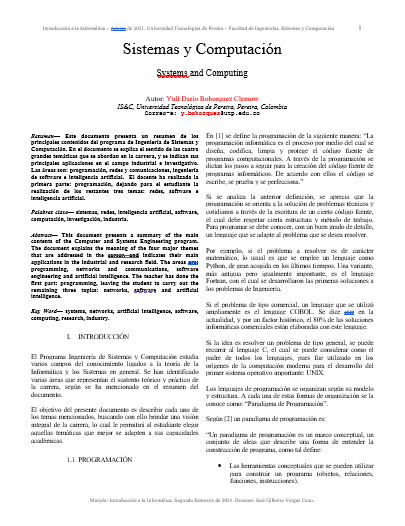 Introducción a la Informática – Autores de 2021. Universidad Tecnológica de Pereira – Facultad de Ingenierías. Sistemas y Computación
1
Sistemas y Computación
Systems and Computing
Autor: Yull Dario Bohorquez Clemow
IS&C, Universidad Tecnológica de Pereira, Pereira, Colombia
Correo-e: y.bohorquez@utp.edu.co
Resumen— Este documento presenta un resumen de los
principales contenidos del programa de Ingeniería de Sistemas y
Computación. En el documento se explica el sentido de las cuatro
grandes temáticas que se abordan en la carrera, y se indican sus
principales aplicaciones en el campo industrial e investigativo.
Las áreas son: programación, redes y comunicaciones, ingeniería
de software e inteligencia artificial. El docente ha realizado la
primera parte: programación, dejando para el estudiante la
realización de los restantes tres temas: redes, software e
inteligencia artificial.
Palabras clave— sistemas, redes, inteligencia artificial, software,
computación, investigación, industria.
Abstract— This document presents a summary of the main
contents of the Computer and Systems Engineering program.
The document explains the meaning of the four major themes
that are addressed in the and indicates their main
applications in the industrial and research field. The areas are:
programming, networks and communications, software
engineering and artificial intelligence. The teacher has done the
first part: programming, leaving the student to carry out the
remaining three topics: networks, software and artificial
intelligence.
Key Word— systems, networks, artificial intelligence, software,
computing, research, industry.
I. INTRODUCCIÓN
El Programa Ingeniería de Sistemas y Computación estudia
varios campos del conocimiento ligados a la teoría de la
Informática y los Sistemas en general. Se han identificado
varias áreas que representan el sustento teórico y práctico de
la carrera, según se ha mencionado en el resumen del
documento.
El objetivo del presente documento es describir cada uno de
los temas mencionados, buscando con ello brindar una visión
integral de la carrera, lo cual le permitirá al estudiante elegir
aquellas temáticas que mejor se adapten a sus capacidades
académicas.
1.1 PROGRAMACIÓN
En [1] se define la programación de la siguiente manera: “La
programación informática es el proceso por medio del cual se
diseña, codifica, limpia y protege el código fuente de
programas computacionales. A través de la programación se
dictan los pasos a seguir para la creación del código fuente de
programas informáticos. De acuerdo con ellos el código se
escribe, se prueba y se perfecciona.”
Si se analiza la anterior definición, se aprecia que la
programación se orienta a la solución de problemas técnicos y
cotidianos a través de la escritura de un cierto código fuente,
el cual debe respetar cierta estructura y método de trabajo.
Para programar se debe conocer, con un buen grado de detalle,
un lenguaje que se adapte al problema que se desea resolver.
Por ejemplo, si el problema a resolver es de carácter
matemático, lo usual es que se emplee un lenguaje como
Python, de gran acogida en los últimos tiempos. Una variante,
más antigua pero igualmente importante, es el lenguaje
Fortran, con el cual se desarrollaron las primeras soluciones a
los problemas de Ingeniería.
Si el problema es de tipo comercial, un lenguaje que se utilizó
ampliamente es el lenguaje COBOL. Se dice que en la
actualidad, y por un factor histórico, el 80% de las soluciones
informáticas comerciales están elaboradas con este lenguaje.
Si la idea es resolver un problema de tipo general, se puede
recurrir al lenguaje C, el cual se puede considerar como el
padre de todos los lenguajes, pues fue utilizado en los
orígenes de la computación moderna para el desarrollo del
primer sistema operativo importante: UNIX.
Los lenguajes de programación se organizan según su modelo
y estructura. A cada una de estas formas de organización se la
conoce como: “Paradigma de Programación”.
Según [2] un paradigma de programación es:
“Un paradigma de programación es un marco conceptual, un
conjunto de ideas que describe una forma de entender la
construcción de programa, como tal define:
• Las herramientas conceptuales que se pueden utilizar
para construir un programa (objetos, relaciones,
funciones, instrucciones).
Materia: Introducción a la Informática. Segundo Semestre de 2021. Docente: José Gilberto Vargas Cano.